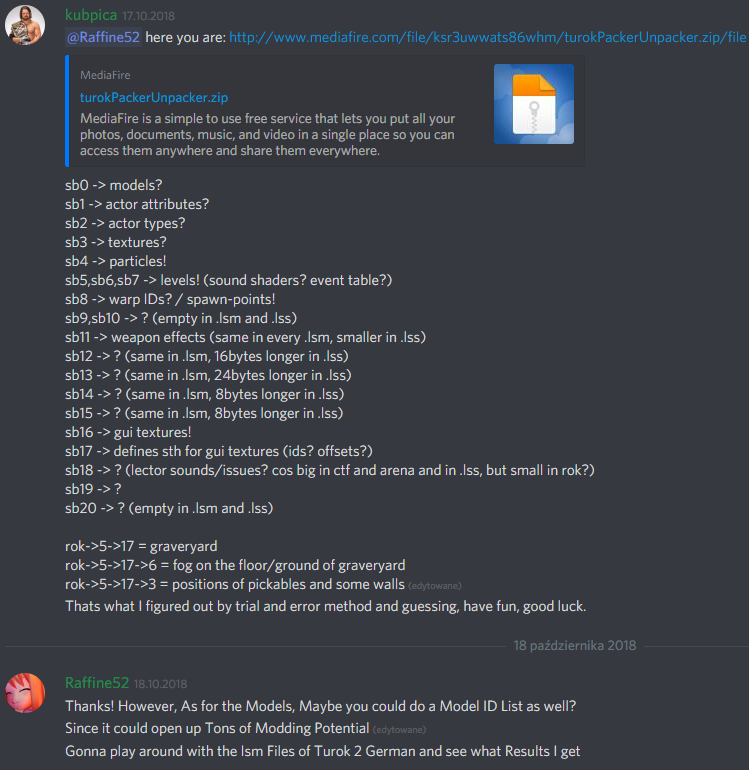 kubpica 17.10.2018
@Raffine52 here you are: http://www.mediafire.com/file/ksr3uwwats86whm/turokPackerUnpacker.zip/file
MediaFire
turokPackerUnpacker.zip
MediaFire is a simple to use free service that lets you put all your
photos, documents, music, and video in a single place so you can
access them anywhere and share them everywhere.
sb0 -> models?
sb1 -> actor attributes?
sb2 -> actor types?
sb3 -> textures?
sb4 -> particles!
sb5,sb6,sb7 -> levels! (sound shaders? event table?)
sb8 -> warp IDs? / spawn-points!
sb9,sb10 -> ? (empty in .lsm and .lss)
sb11 -> weapon effects (same in every .lsm, smaller in .lss)
sb12 -> ? (same in .lsm, 16bytes longer in .lss)
sb13 -> ? (same in .lsm, 24bytes longer in .lss)
sb14 -> ? (same in .lsm, 8bytes longer in .lss)
sb15 -> ? (same in .lsm, 8bytes longer in .lss)
sb16 -> gui textures!
sb17 -> defines sth for gui textures (ids? offsets?)
sb18 -> ? (lector sounds/issues? cos big in ctf and arena and in .lss, but small in rok?)
sb19 -> ?
sb20 -> ? (empty in .lsm and .lss)
rok->5->17 = graveryard
rok->5->17->6 = fog on the floor/ground of graveryard
rok->5->17->3 = positions of pickables and some walls (edytowane)
Thats what I figured out by trial and error method and guessing, have fun, good luck.
18 października 2018
Raffine52 18.10.2018
Thanks! However, As for the Models, Maybe you could do a Model ID List as well?
Since it could open up Tons of Modding Potential (edytowane)
Gonna play around with the lsm Files of Turok 2 German and see what Results I get